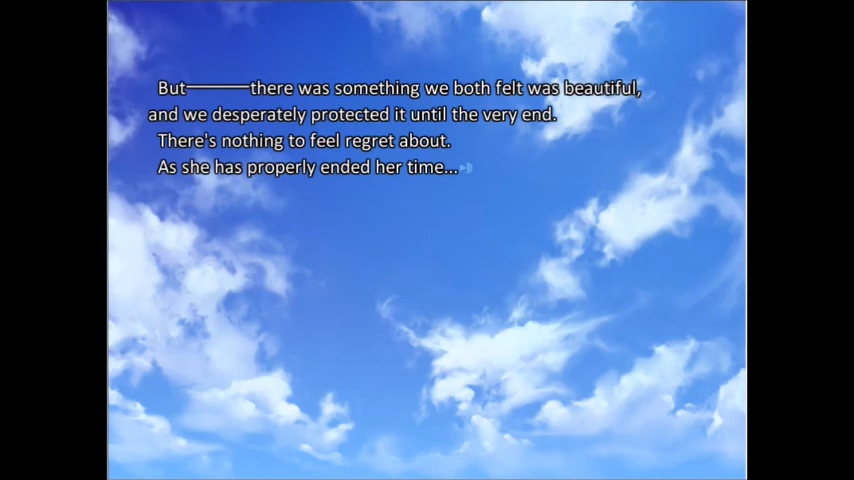 But———there was something we both felt was beautiful,
and we desperately protected it until the very end.
There's nothing to feel regret about.
As she has properly ended her time...